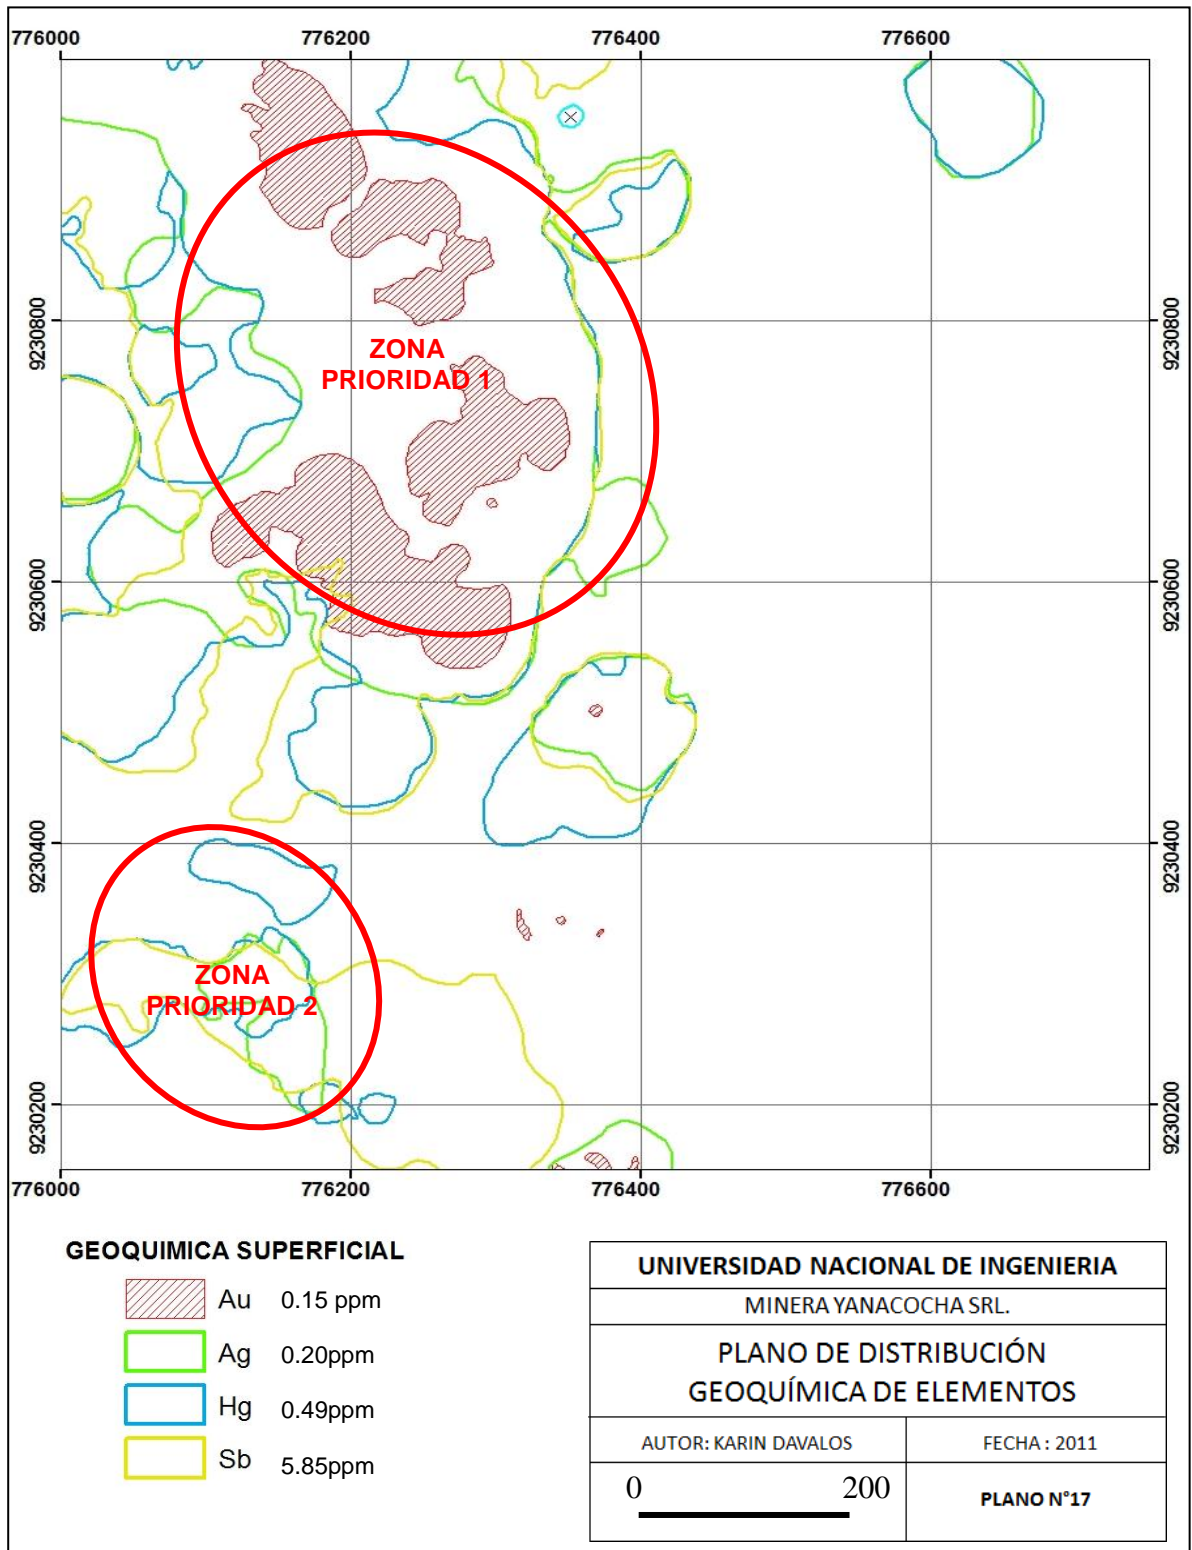 776000 776200 776400 776600
9230800 9230800
ZONA
PRIORIDAD 1
9230600 9230600
9230400 9230400
ZONA
PRIORIDAD 2
9230200 9230200
776000 776200 776400 776600
GEOQUIMICA SUPERFICIAL
Au 0.15 ppm
Ag 0.20ppm
Hg 0.49ppm
Sb 5.85ppm
UNIVERSIDAD NACIONAL DE INGENIERIA
MINERA YANACOCHA SRL.
PLANO DE DISTRIBUCIÓN
GEOQUÍMICA DE ELEMENTOS
AUTOR: KARIN DAVALOS FECHA : 2011
0 200
PLANO N°17